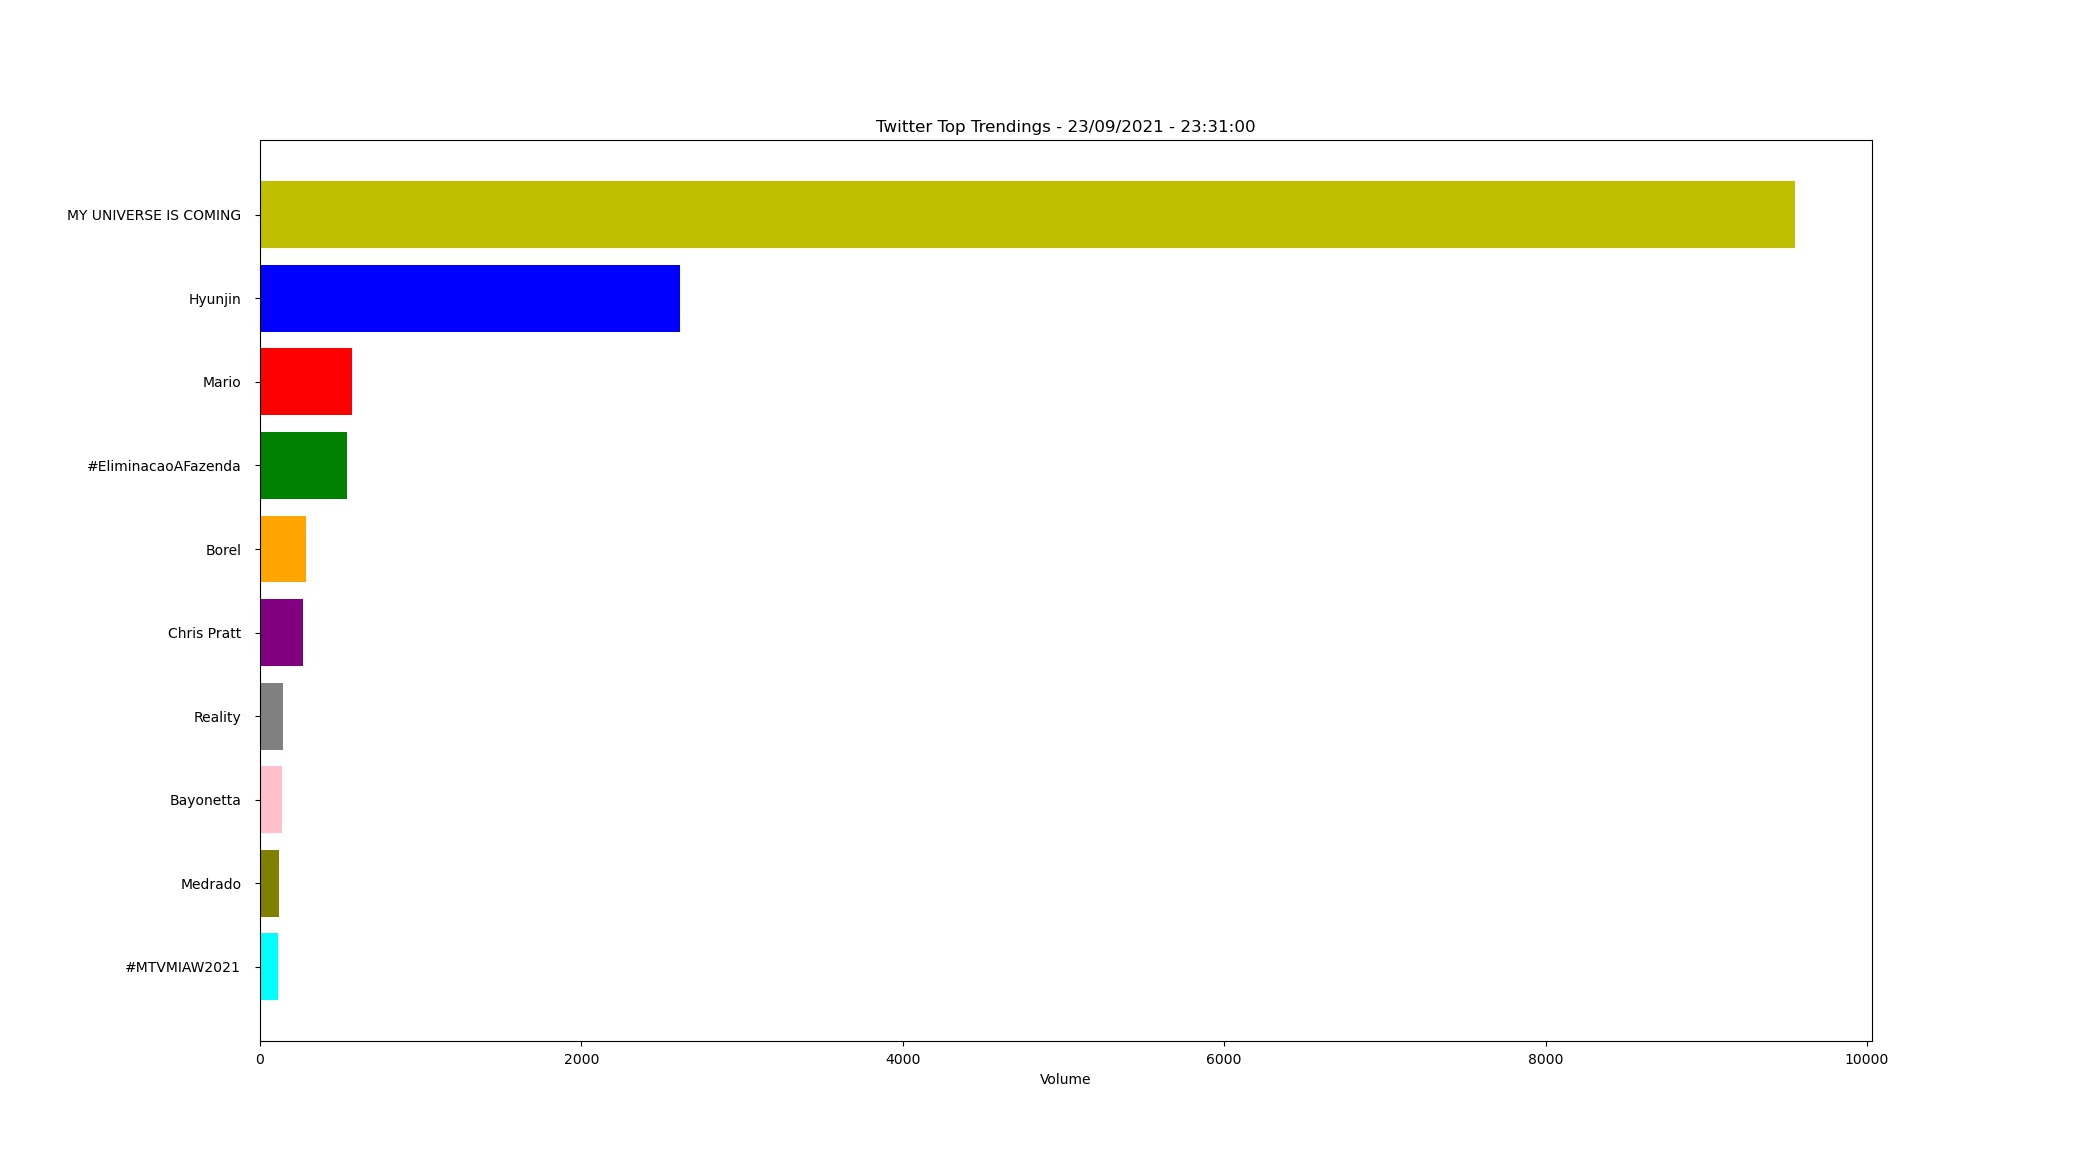 Twitter Top Trendings - 23/09/2021 - 23:31:00
MY UNIVERSE IS COMING
Hyunjin
Mario
#EliminacaoAFazenda
Borel
Chris Pratt
Reality
Bayonetta
Medrado
#MTVMIAW2021
0 2000 4000 6000 8000 10000
Volume